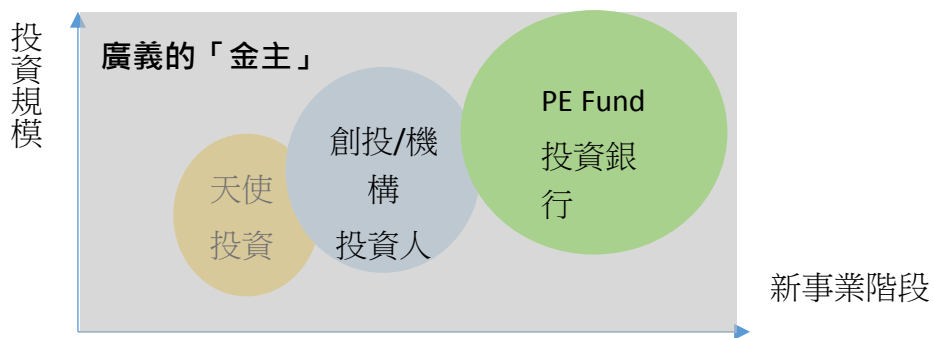 投資規模
廣義的「金主」
天使
投資
創投/機
構
投資人
PE Fund
投資銀
行
新事業階段